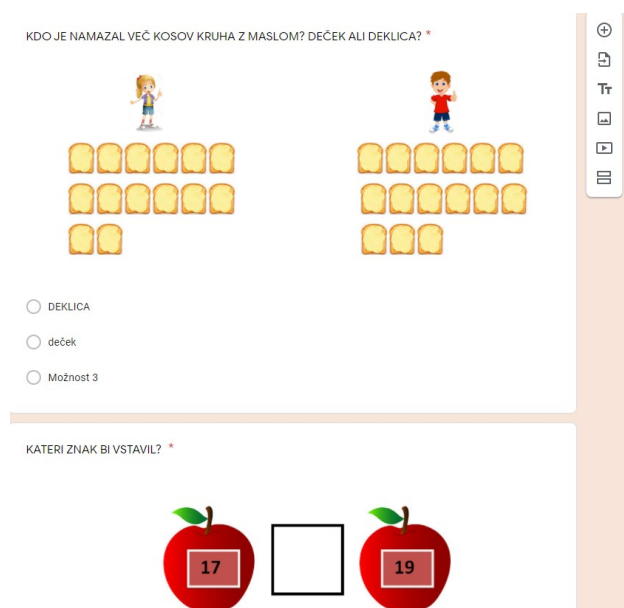 KDO JE NAMAZAL VEČ KOSOV KRUHA Z MASLOM? DEČEK ALI DEKLICA? *
Tт
DEKLICA
deček
Možnost 3
KATERI ZNAK BI VSTAVIL? *
17
19